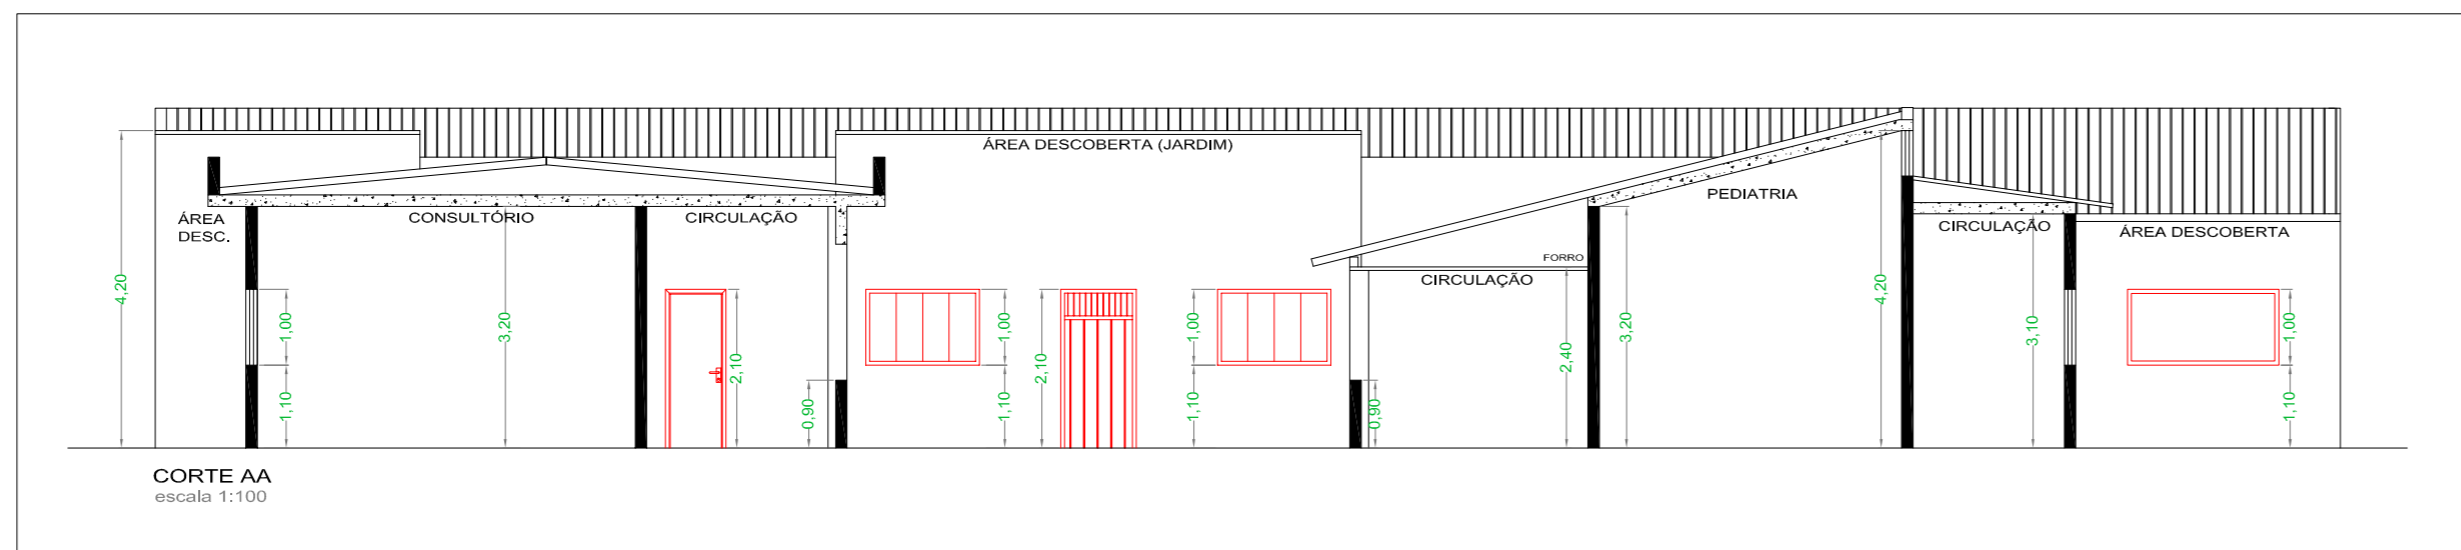 ÁREA DESCOBERTA (JARDIM)
PEDIATRIA
ÁREA
DESC.
CONSULTÓRIO
CIRCULAÇÃO
CIRCULAÇÃO
ÁREA DESCOBERTA
FORRO
CIRCULAÇÃO
4,20
1,00
1,10
3,20
2,10
0,90
1,00
1,10
2,10
1,00
1,10
0,90
2,40
3,20
4,20
3,10
1,00
1,10
CORTE AA
escala 1:100